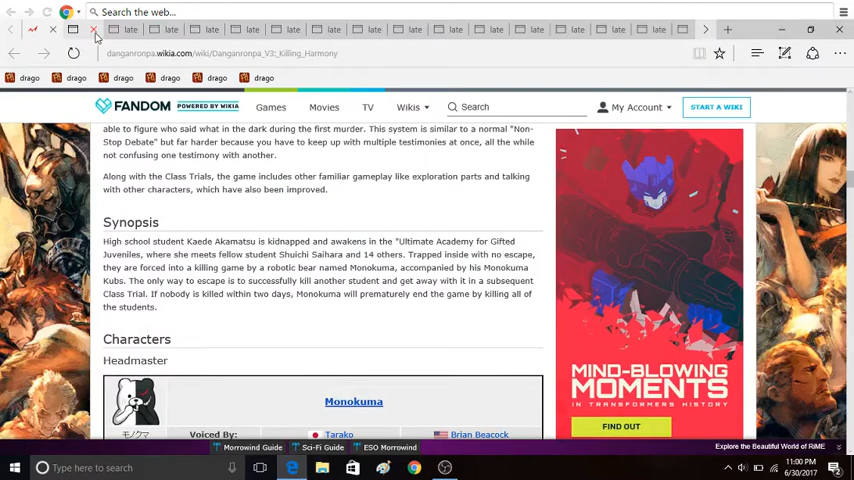 Search the web...
late late late late late late late late late late late late late late
danganronpa.wikia.com/wiki/Danganronpa_V3:_Killing_Harmony
drago drago drago drago drago drago
FANDOM POWERED BY WIKIA Games Movies TV Wikis Search My Account START A WIKI
able to figure who said what in the dark during the first murder. This system is similar to a normal "Non-
Stop Debate" but far harder because you have to keep up with multiple testimonies at once, all the while
not confusing one testimony with another.
Along with the Class Trials, the game includes other familiar gameplay like exploration parts and talking
with other characters, which have also been improved.
Synopsis
High school student Kaede Akamatsu is kidnapped and awakens in the "Ultimate Academy for Gifted
Juveniles, where she meets fellow student Shuichi Saihara and 14 others. Trapped inside with no escape,
they are forced into a killing game by a robotic bear named Monokuma, accompanied by his Monokuma
Kubs. The only way to escape is to successfully kill another student and get away with it in a subsequent
Class Trial. If nobody is killed within two days, Monokuma will prematurely end the game by killing all of
the students.
Characters
Headmaster
Monokuma
モノクマ Voiced By: Tarako Brian Beacock
MIND-BLOWING
MOMENTS
IN TRANSFORMERS HISTORY
FIND OUT
Morrowind Guide Sci-Fi Guide ESO Morrowind Explore the Beautiful World of RiME
Type here to search
11:00 PM
6/30/2017
2